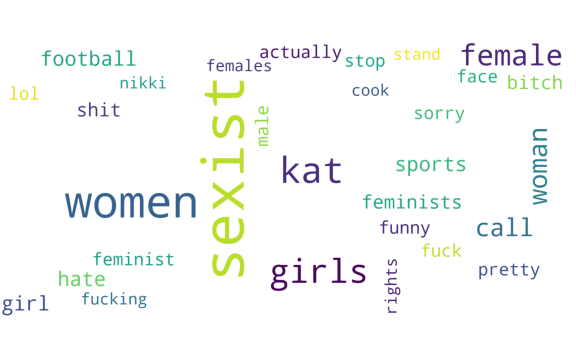 football
actually
females
stop
stand
female
nikki
face
bitch
lol
cook
shit
male
sorry
sexist
kat
sports
woman
women
feminists
call
funny
feminist
girls
fuck
pretty
hate
rights
girl
fucking